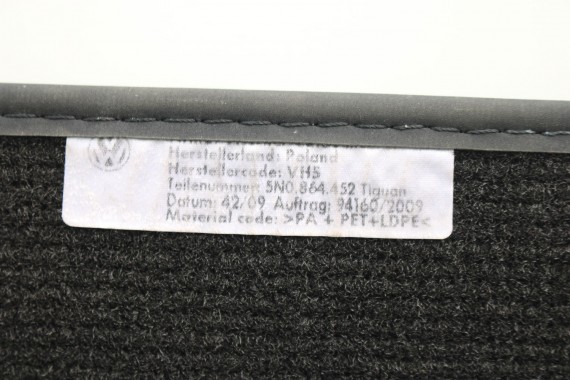 Herstellerland: Poland
Herstellercode: VH5
Teilenummer: 5N0.864.452 Tiguan
Datum: 42/09 Auftrag: 94160/2009
Material code: >PA + PET+LDPE<